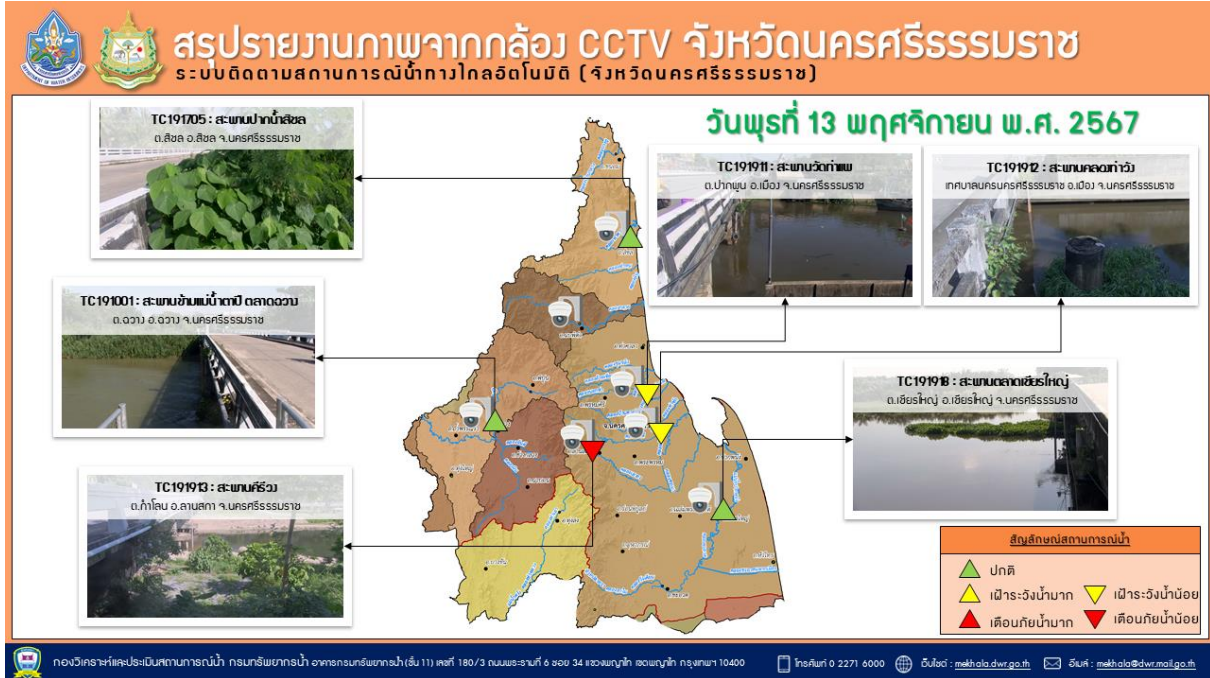 สรุปรายงานภาพจากกล้อง CCTV จังหวัดนครศรีธรรมราช
ระบบติดตามสถานการณ์น้ำทางไกลอัตโนมัติ (จังหวัดนครศรีธรรมราช)
วันพุธที่ 13 พฤศจิกายน พ.ศ. 2567
TC191705 : สะพานปากน้ำสิชล
ต.สิชล อ.สิชล จ.นครศรีธรรมราช
TC191911 : สะพานวัดท่าแพ
ต.ปากพูน อ.เมือง จ.นครศรีธรรมราช
TC191912 : สะพานคลองท่าวัง
เทศบาลนครนครศรีธรรมราช อ.เมือง จ.นครศรีธรรมราช
TC191001 : สะพานข้ามแม่น้ำตาปี ตลาดฉวาง
ต.ฉวาง อ.ฉวาง จ.นครศรีธรรมราช
TC191918 : สะพานตลาดเชียรใหญ่
ต.เชียรใหญ่ อ.เชียรใหญ่ จ.นครศรีธรรมราช
TC191913 : สะพานคีรีวง
ต.กำโลน อ.ลานสกา จ.นครศรีธรรมราช
สัญลักษณ์สถานการณ์น้ำ
ปกติ
เฝ้าระวังน้ำมาก เฝ้าระวังน้ำน้อย
เตือนภัยน้ำมาก เตือนภัยน้ำน้อย
กองวิเคราะห์และประเมินสถานการณ์น้ำ กรมทรัพยากรน้ำ อาคารกรมทรัพยากรน้ำ (ชั้น 11) เลขที่ 180/3 ถนนพระรามที่ 6 ซอย 34 แขวงพญาไท เขตพญาไท กรุงเทพฯ 10400 โทรศัพท์ 0 2271 6000 เว็บไซต์ : mekhala.dwr.go.th อีเมล์ : mekhala@dwr.mail.go.th